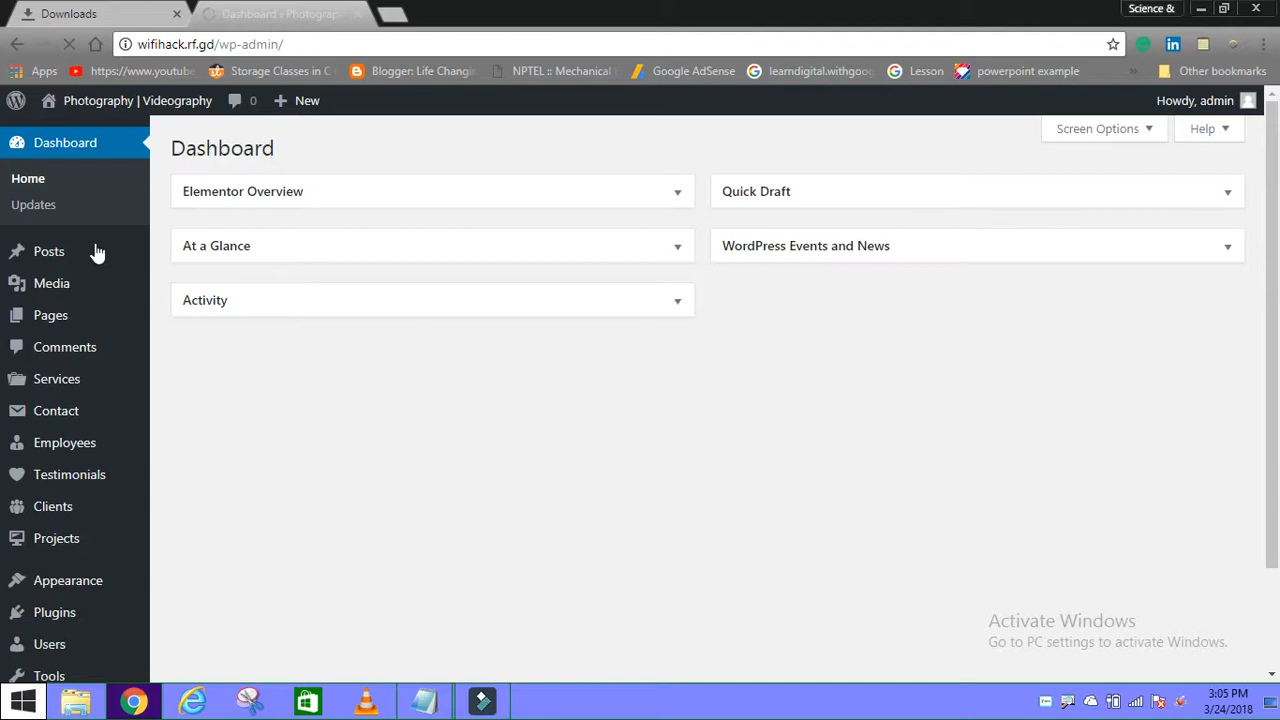 Downloads
Dashboard ‹ Photograp
Science &
wifihack.rf.gd/wp-admin/
Apps https://www.youtube Storage Classes in C Blogger: Life Changin NPTEL :: Mechanical Google AdSense learndigital.withgoog Lesson powerpoint example » Other bookmarks
Photography | Videography 0 + New Howdy, admin
Screen Options Help
Dashboard
Home
Updates
Posts
Media
Pages
Comments
Services
Contact
Employees
Testimonials
Clients
Projects
Appearance
Plugins
Users
Tools
Dashboard
Elementor Overview
Quick Draft
At a Glance
WordPress Events and News
Activity
Activate Windows
Go to PC settings to activate Windows.
3:05 PM
3/24/2018